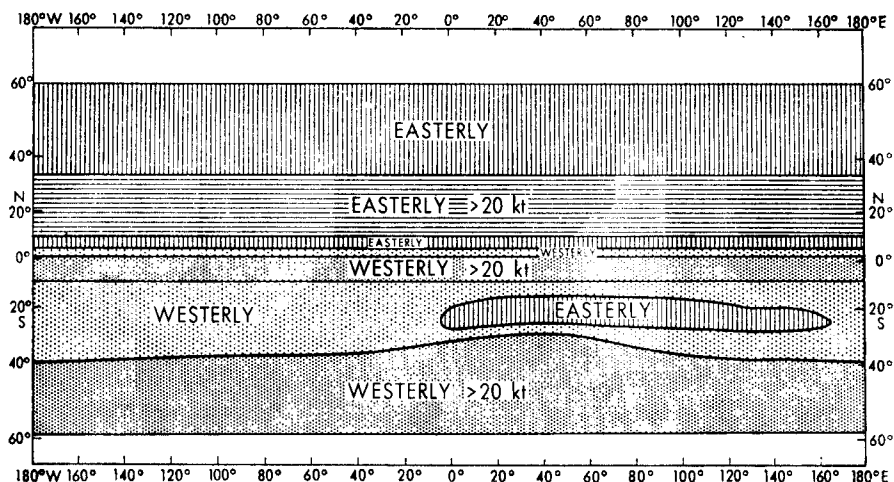 180°W 160° 140° 120° 100° 80° 60° 40° 20° 0° 20° 40° 60° 80° 100° 120° 140° 160° 180°E
60° 60°
EASTERLY
40° 40°
N EASTERLY >20 kt N
20° 20°
EASTERLY
WESTERLY
0° WESTERLY >20 kt 0°
20° WESTERLY EASTERLY 20°
S S
40° 40°
WESTERLY >20 kt
60° 60°
180°W 160° 140° 120° 100° 80° 60° 40° 20° 0° 20° 40° 60° 80° 100° 120° 140° 160° 180°E